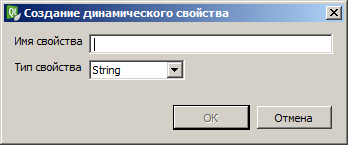 Создание динамического свойства
Имя свойства
Тип свойства String
OK Отмена